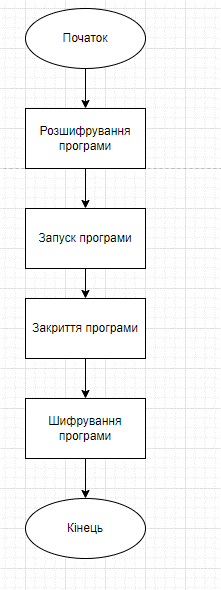 Початок
Розшифрування
програми
Запуск програми
Закриття програми
Шифрування
програми
Кінець